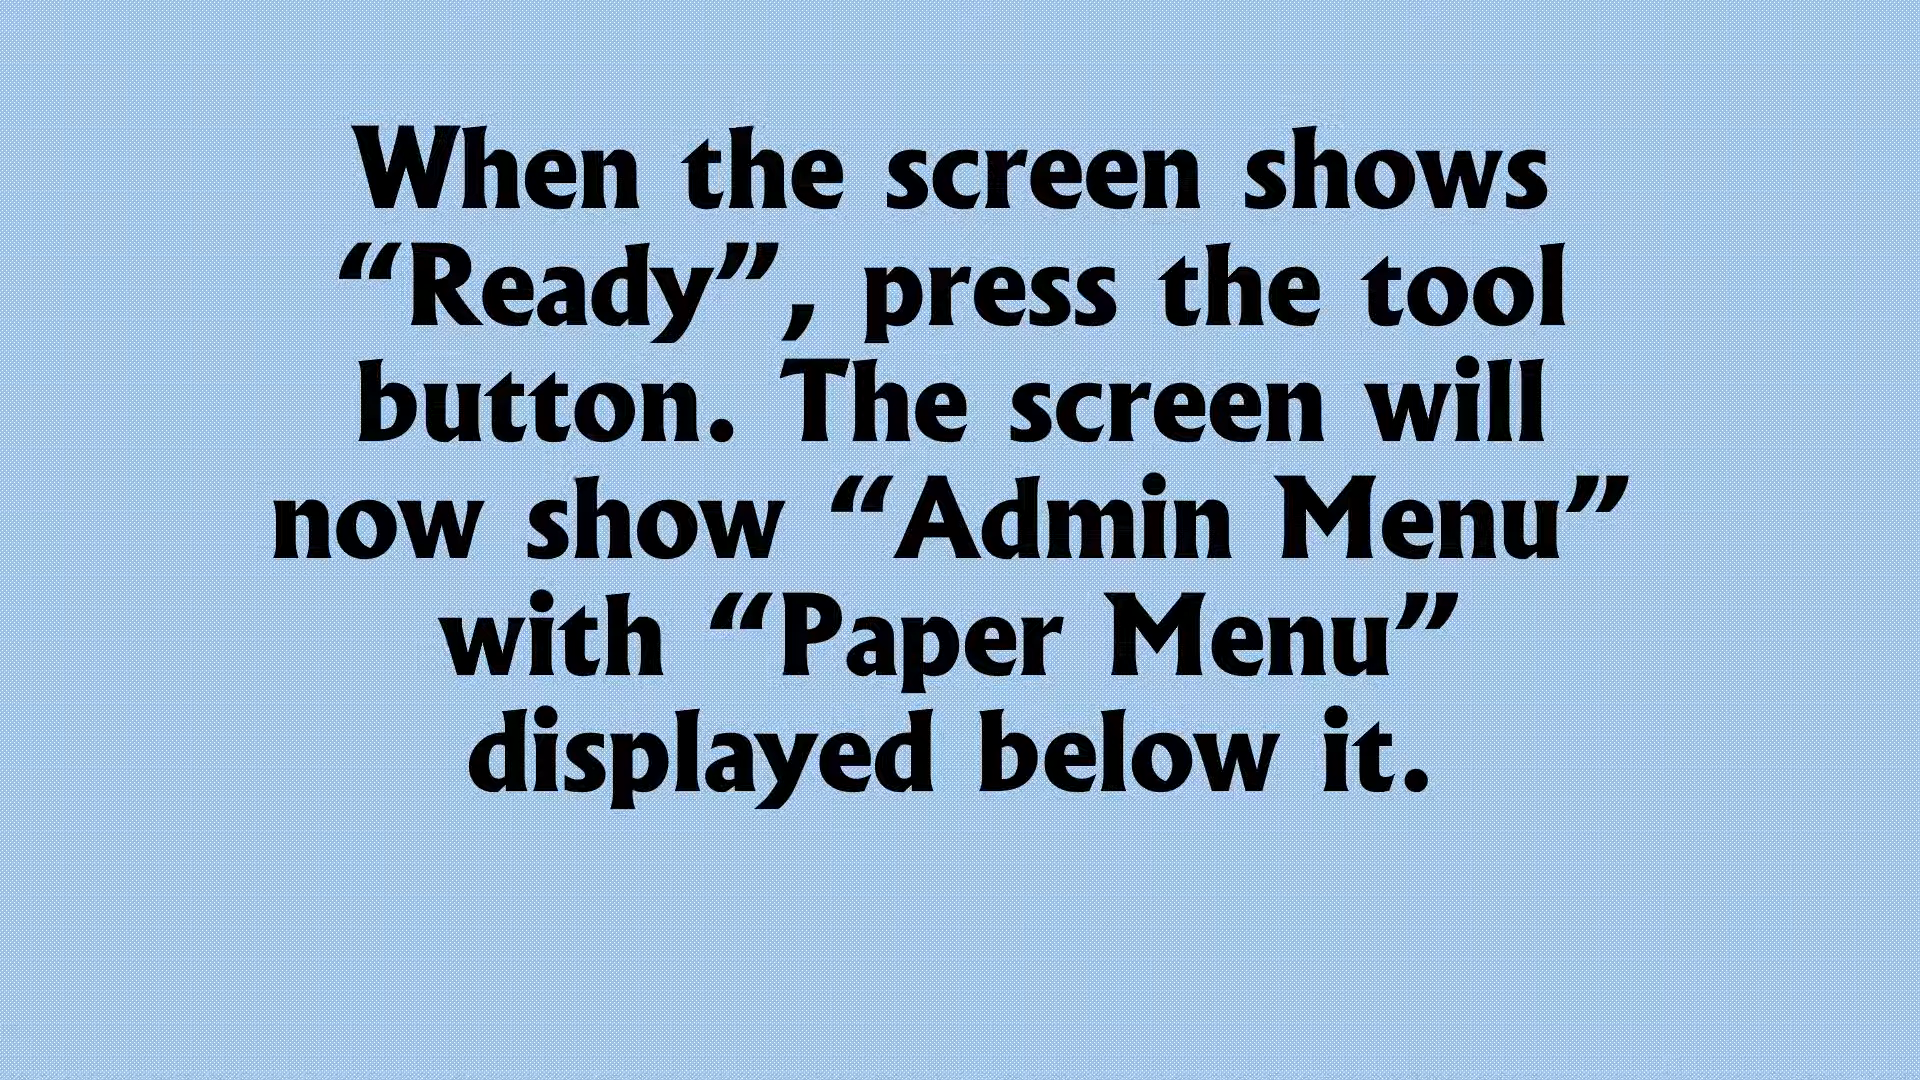 When the screen shows
“Ready”, press the tool
button. The screen will
now show “Admin Menu”
with “Paper Menu”
displayed below it.